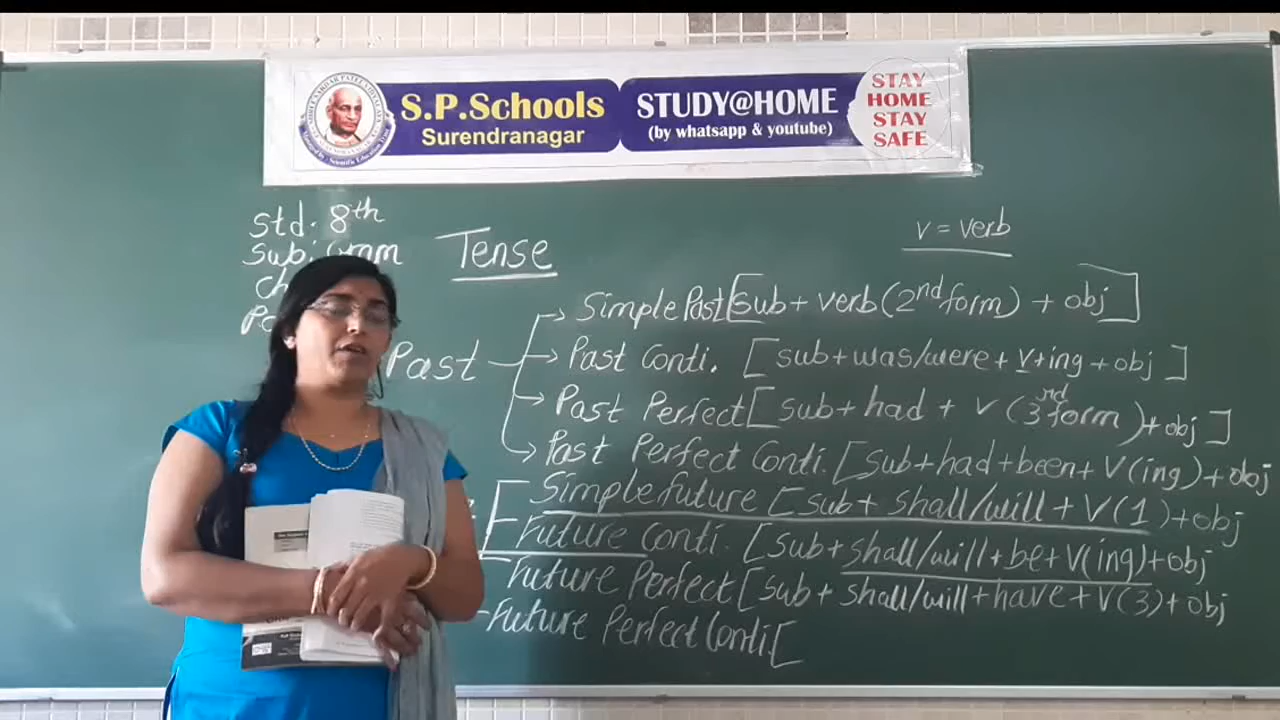 S.P.Schools
Surendranagar
STUDY@HOME
(by whatsapp & youtube)
STAY
HOME
STAY
SAFE
Std. 8th
Sub:
Tense
v = verb
Past
Simple Past [sub + verb (2nd form) + obj]
Past Conti. [sub + was/were + v+ing + obj]
Past Perfect [sub + had + v (3rd form) + obj]
Past Perfect Conti. [sub + had + been + v(ing) + obj
Simple future [sub + shall/will + v(1) + obj
Future Conti. [sub + shall/will + be + v(ing) + obj
Future Perfect [sub + shall/will + have + v(3) + obj
Future Perfect Conti. [